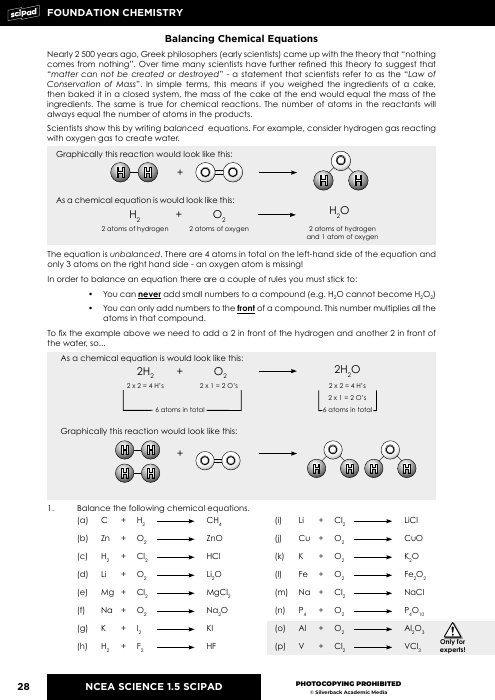 scipad FOUNDATION CHEMISTRY
Balancing Chemical Equations
Nearly 2 500 years ago, Greek philosophers (early scientists) came up with the theory that “nothing
comes from nothing”. Over time many scientists have further refined this theory to suggest that
“matter can not be created or destroyed” - a statement that scientists refer to as the “Law of
Conservation of Mass”. In simple terms, this means if you weighed the ingredients of a cake,
then baked it in a closed system, the mass of the cake at the end would equal the mass of the
ingredients. The same is true for chemical reactions. The number of atoms in the reactants will
always equal the number of atoms in the products.
Scientists show this by writing balanced equations. For example, consider hydrogen gas reacting
with oxygen gas to create water.
Graphically this reaction would look like this:
H H + O O O H H
As a chemical equation is would look like this:
H₂ + O₂ H₂O
2 atoms of hydrogen 2 atoms of oxygen 2 atoms of hydrogen
and 1 atom of oxygen
The equation is unbalanced. There are 4 atoms in total on the left-hand side of the equation and
only 3 atoms on the right hand side - an oxygen atom is missing!
In order to balance an equation there are a couple of rules you must stick to:
• You can never add small numbers to a compound (e.g. H₂O cannot become H₂O₂)
• You can only add numbers to the front of a compound. This number multiplies all the
atoms in that compound.
To fix the example above we need to add a 2 in front of the hydrogen and another 2 in front of
the water, so...
As a chemical equation is would look like this:
2H₂ + O₂ 2H₂O
2 x 2 = 4 H's 2 x 1 = 2 O's 2 x 2 = 4 H's
2 x 1 = 2 O's
6 atoms in total 6 atoms in total
Graphically this reaction would look like this:
H H + O O O O
H H H H H H
1. Balance the following chemical equations.
(a) C + H₂ CH₄ (i) Li + Cl₂ LiCl
(b) Zn + O₂ ZnO (j) Cu + O₂ CuO
(c) H₂ + Cl₂ HCl (k) K + O₂ K₂O
(d) Li + O₂ Li₂O (l) Fe + O₂ Fe₂O₂
(e) Mg + Cl₂ MgCl₂ (m) Na + Cl₂ NaCl
(f) Na + O₂ Na₂O (n) P₄ + O₂ P₄O₁₀
(g) K + I₂ KI (o) Al + O₂ Al₂O₃
(h) H₂ + F₂ HF (p) V + Cl₂ VCl₃
Only for
experts!
28 NCEA SCIENCE 1.5 SCIPAD
PHOTOCOPYING PROHIBITED
© Silverback Academic Media